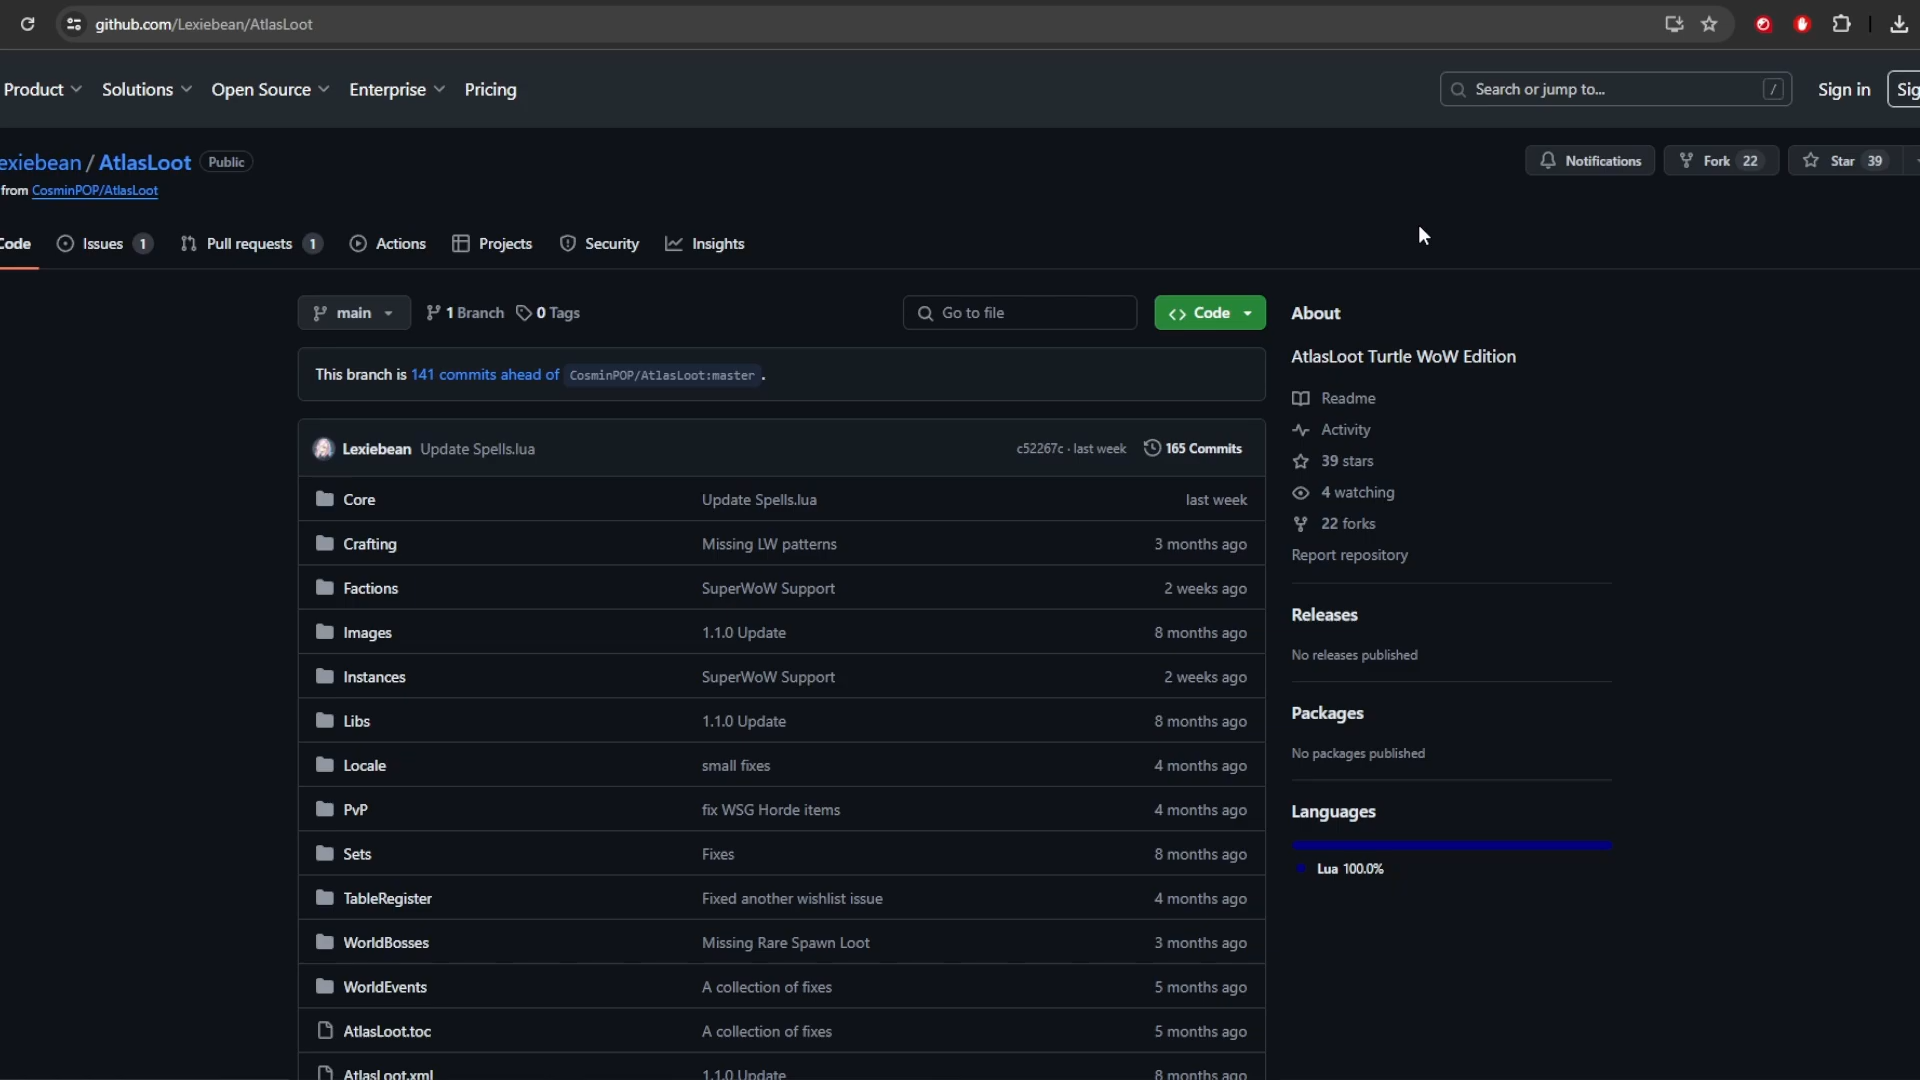 github.com/Lexiebean/AtlasLoot
Product Solutions Open Source Enterprise Pricing Search or jump to... / Sign in Sig
exiebean / AtlasLoot Public Notifications Fork 22 Star 39
from CosminPOP/AtlasLoot
Code Issues 1 Pull requests 1 Actions Projects Security Insights
main 1 Branch 0 Tags Go to file Code About
This branch is 141 commits ahead of CosminPOP/AtlasLoot:master .
AtlasLoot Turtle WoW Edition
Readme
Activity
39 stars
4 watching
22 forks
Report repository
Lexiebean Update Spells.lua c52267c · last week 165 Commits
Core Update Spells.lua last week
Crafting Missing LW patterns 3 months ago
Factions SuperWoW Support 2 weeks ago
Images 1.1.0 Update 8 months ago
Instances SuperWoW Support 2 weeks ago
Libs 1.1.0 Update 8 months ago
Locale small fixes 4 months ago
PvP fix WSG Horde items 4 months ago
Sets Fixes 8 months ago
TableRegister Fixed another wishlist issue 4 months ago
WorldBosses Missing Rare Spawn Loot 3 months ago
WorldEvents A collection of fixes 5 months ago
AtlasLoot.toc A collection of fixes 5 months ago
AtlasLoot.xml 1.1.0 Update 8 months ago
Releases
No releases published
Packages
No packages published
Languages
Lua 100.0%